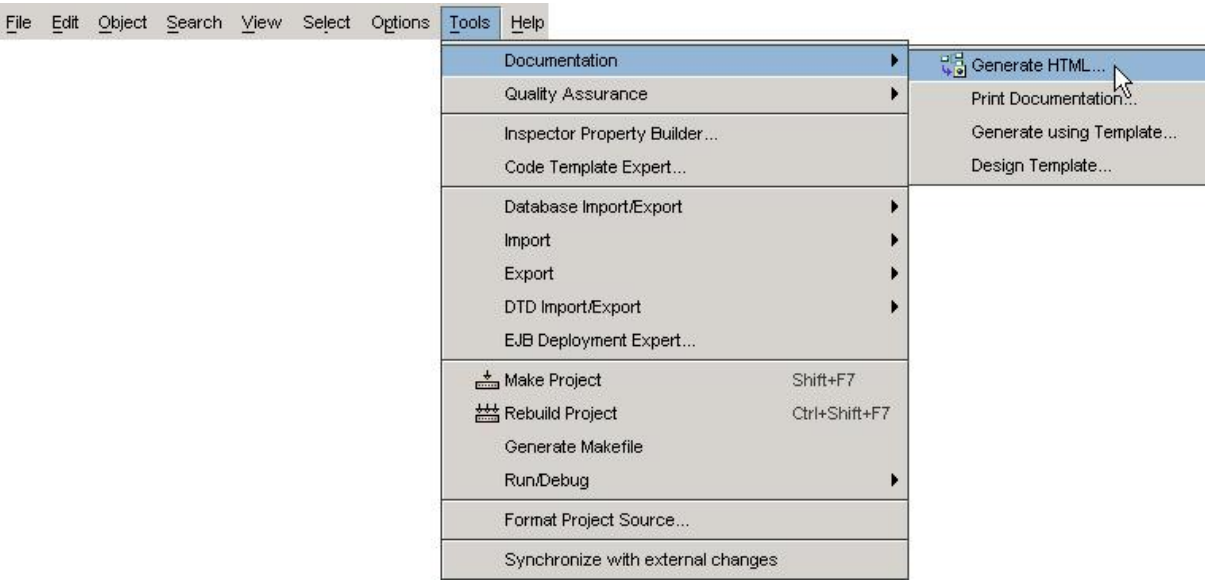 File Edit Object Search View Select Options Tools Help
Documentation
Quality Assurance
Inspector Property Builder...
Code Template Expert...
Database Import/Export
Import
Export
DTD Import/Export
EJB Deployment Expert...
Make Project Shift+F7
Rebuild Project Ctrl+Shift+F7
Generate Makefile
Run/Debug
Format Project Source...
Synchronize with external changes
Generate HTML...
Print Documentation...
Generate using Template...
Design Template...